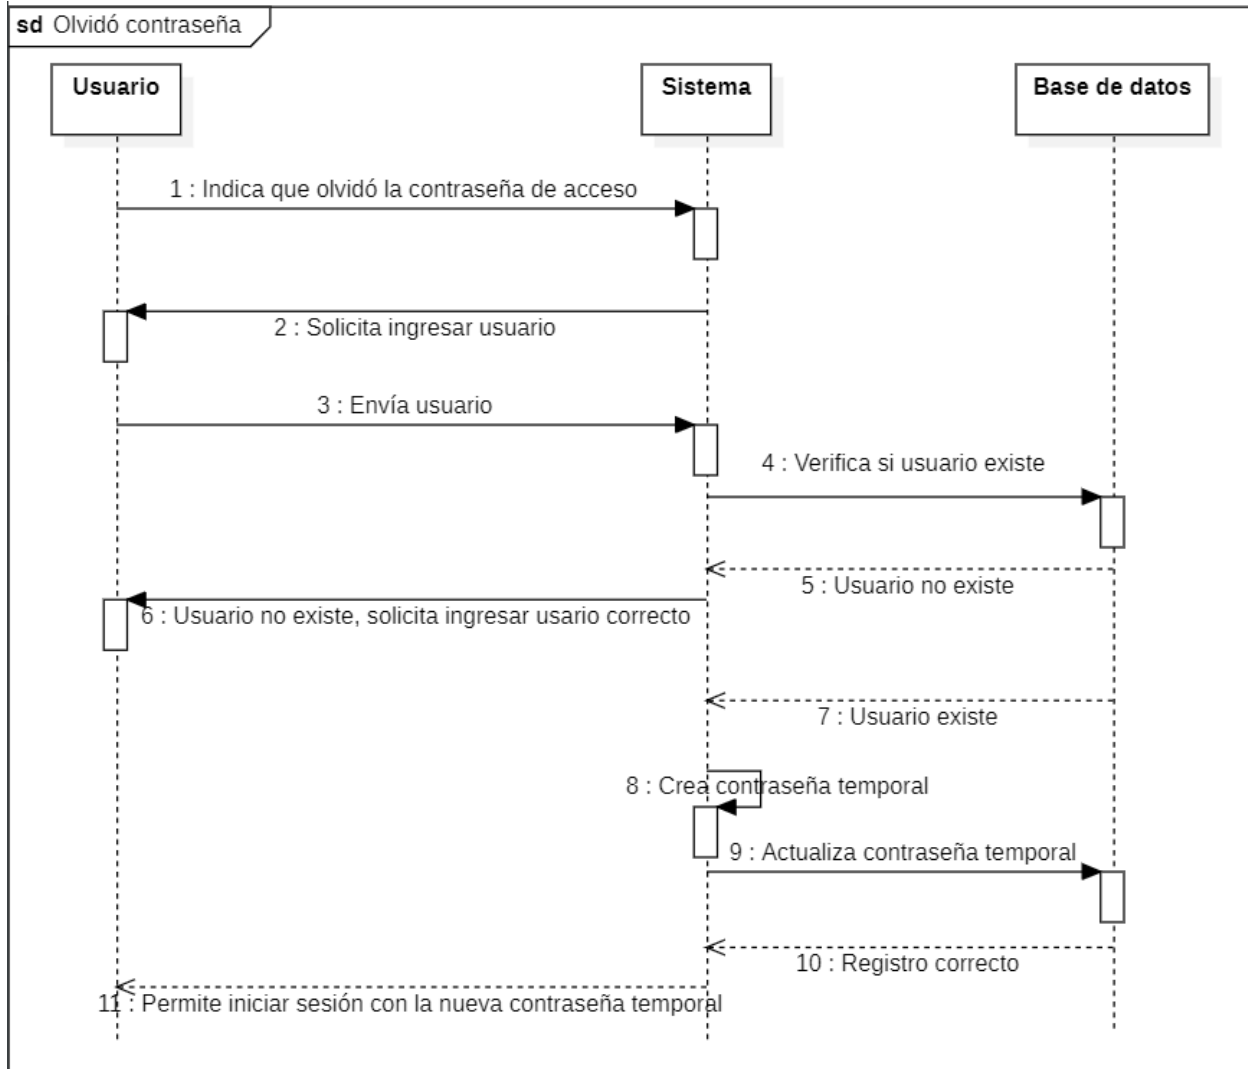 sd Olvidó contraseña
Usuario
Sistema
Base de datos
1 : Indica que olvidó la contraseña de acceso
2 : Solicita ingresar usuario
3 : Envía usuario
4 : Verifica si usuario existe
5 : Usuario no existe
6 : Usuario no existe, solicita ingresar usario correcto
7 : Usuario existe
8 : Crea contraseña temporal
9 : Actualiza contraseña temporal
10 : Registro correcto
11 : Permite iniciar sesión con la nueva contraseña temporal